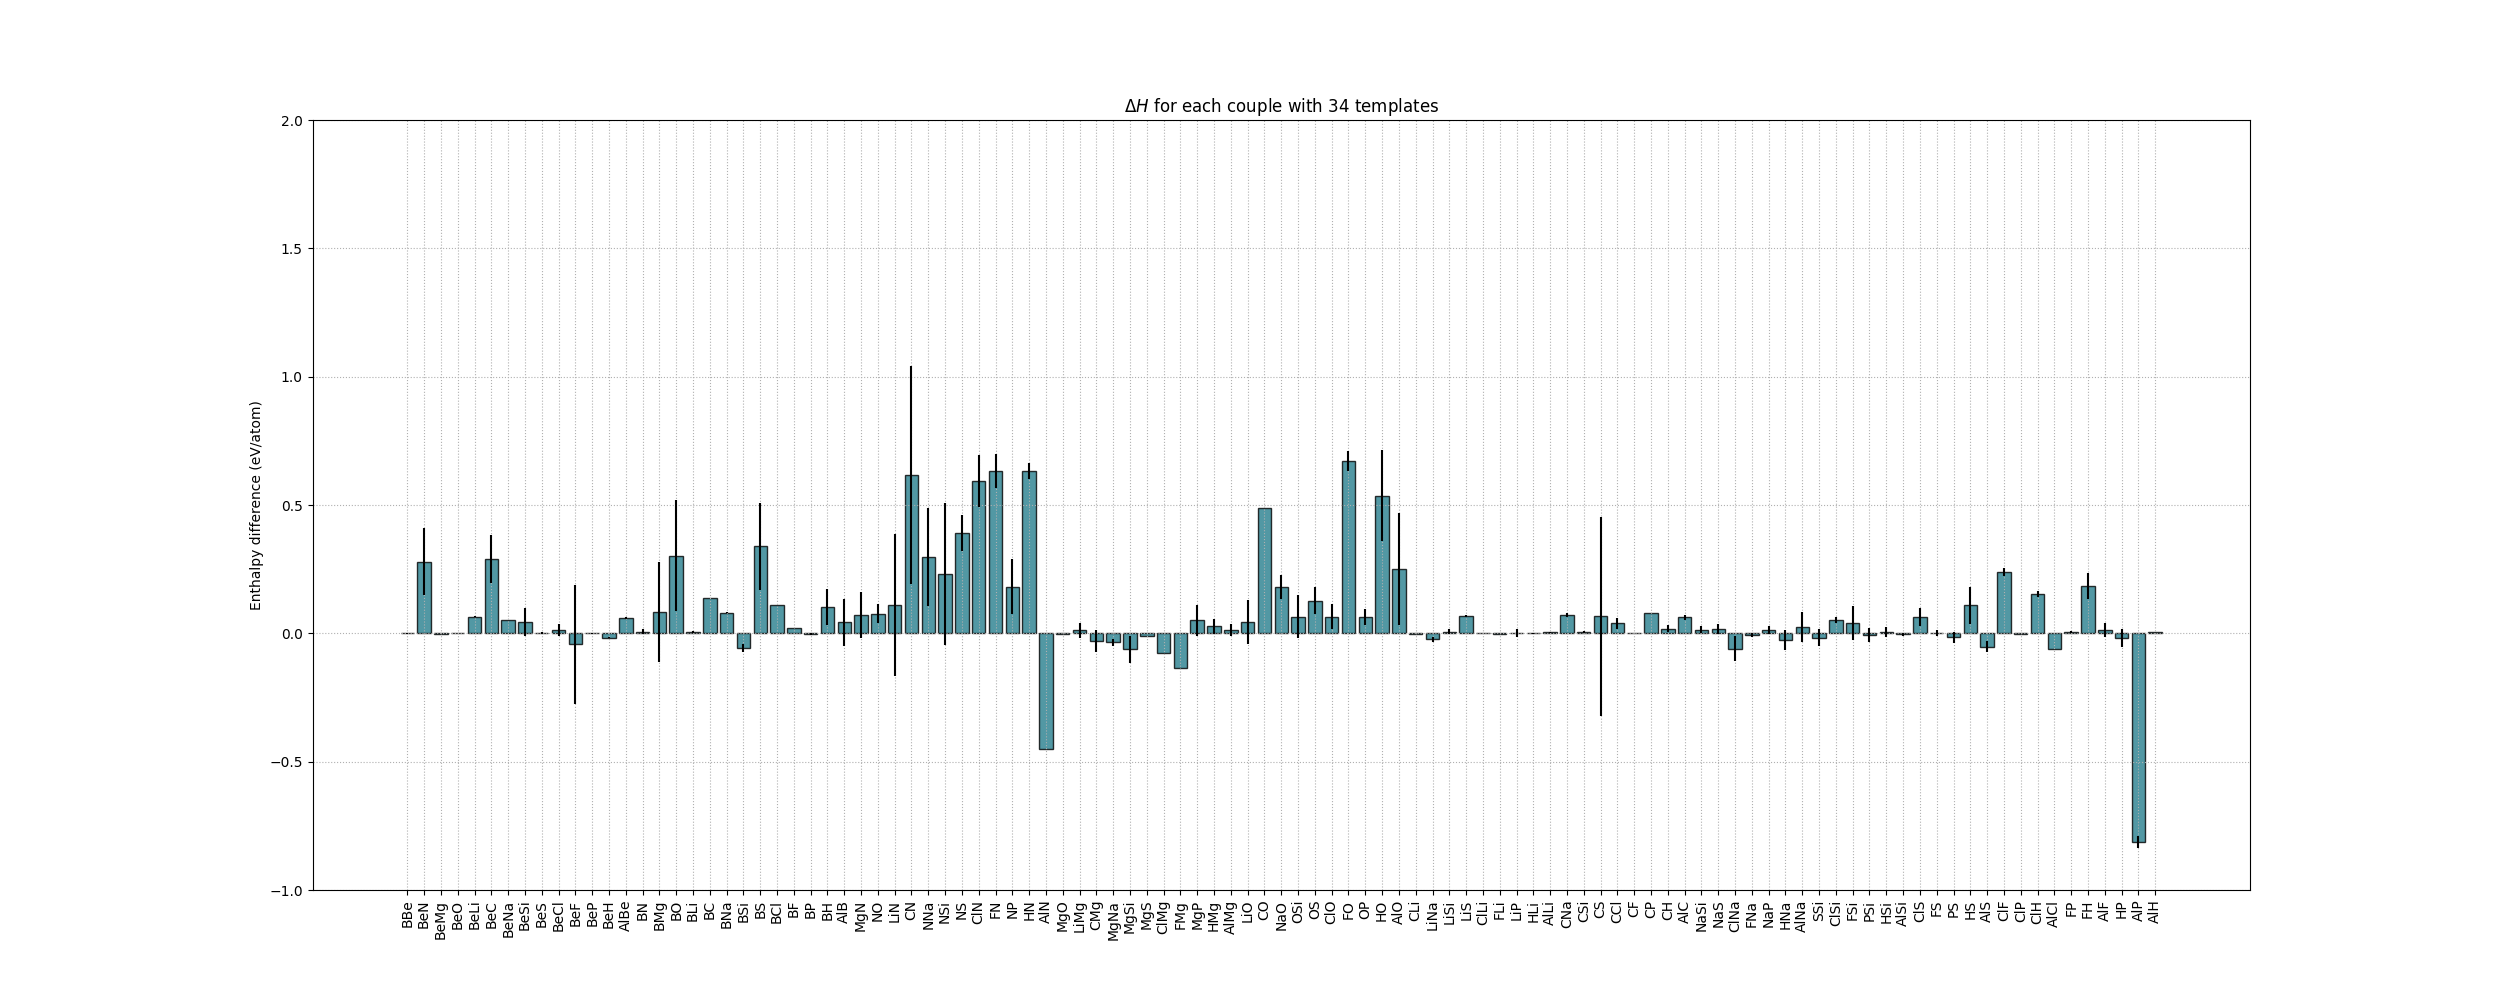 ΔH for each couple with 34 templates
2.0
1.5
1.0
0.5
0.0
−0.5
−1.0
Enthalpy difference (eV/atom)
BBe
BeN
BeMg
BeO
BeLi
BeC
BeNa
BeSi
BeS
BeCl
BeF
BeP
BeH
AlBe
BN
BMg
BO
BLi
BC
BNa
BSi
BS
BCl
BF
BP
BH
AlB
MgN
NO
LiN
CN
NNa
NSi
NS
ClN
FN
NP
HN
AlN
MgO
LiMg
CMg
MgNa
MgSi
MgS
ClMg
FMg
MgP
HMg
AlMg
LiO
CO
NaO
OSi
OS
ClO
FO
OP
HO
AlO
CLi
LiNa
LiSi
LiS
ClLi
FLi
LiP
HLi
AlLi
CNa
CSi
CS
CCl
CF
CP
CH
AlC
NaSi
NaS
ClNa
FNa
NaP
HNa
AlNa
SSi
ClSi
FSi
PSi
HSi
AlSi
ClS
FS
PS
HS
AlS
ClF
ClP
ClH
AlCl
FP
FH
AlF
HP
AlP
AlH